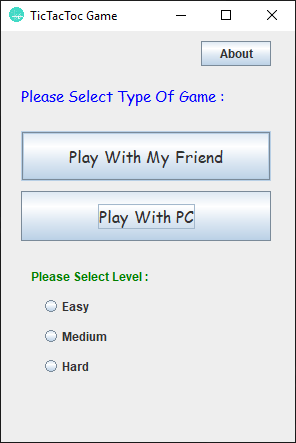 TicTacToc Game
About
Please Select Type Of Game :
Play With My Friend
Play With PC
Please Select Level :
Easy
Medium
Hard